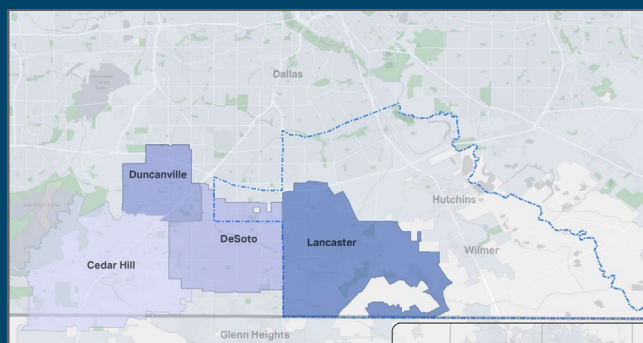 Dallas
Duncanville
Hutchins
DeSoto
Lancaster
Wilmer
Cedar Hill
Glenn Heights